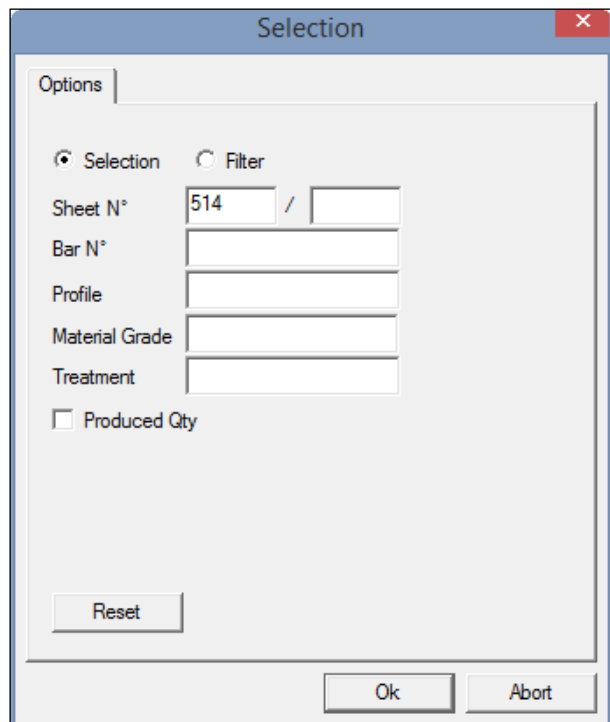 Selection
Options
Selection Filter
Sheet N° 514 /
Bar N°
Profile
Material Grade
Treatment
Produced Qty
Reset
Ok Abort